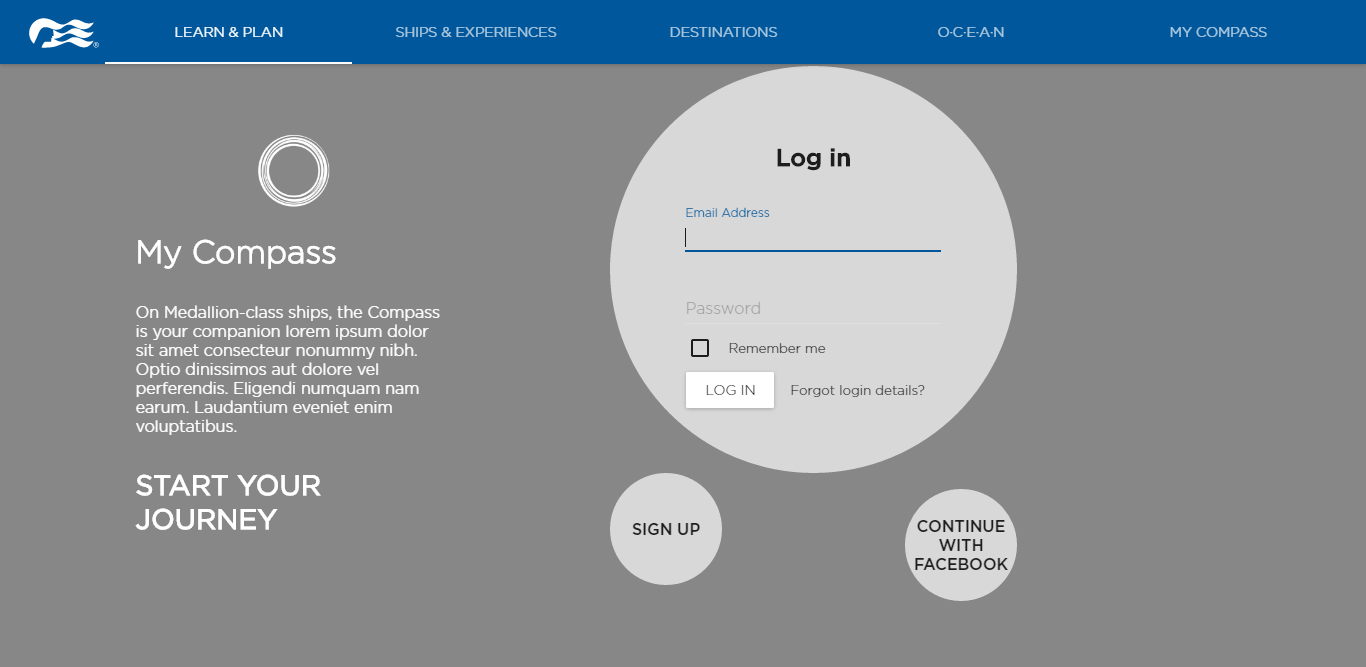 LEARN & PLAN
SHIPS & EXPERIENCES
DESTINATIONS
O·C·E·A·N
MY COMPASS
®
My Compass
On Medallion-class ships, the Compass
is your companion lorem ipsum dolor
sit amet consecteur nonummy nibh.
Optio dinissimos aut dolore vel
perferendis. Eligendi numquam nam
earum. Laudantium eveniet enim
voluptatibus.
START YOUR
JOURNEY
Log in
Email Address
Password
Remember me
LOG IN
Forgot login details?
SIGN UP
CONTINUE
WITH
FACEBOOK